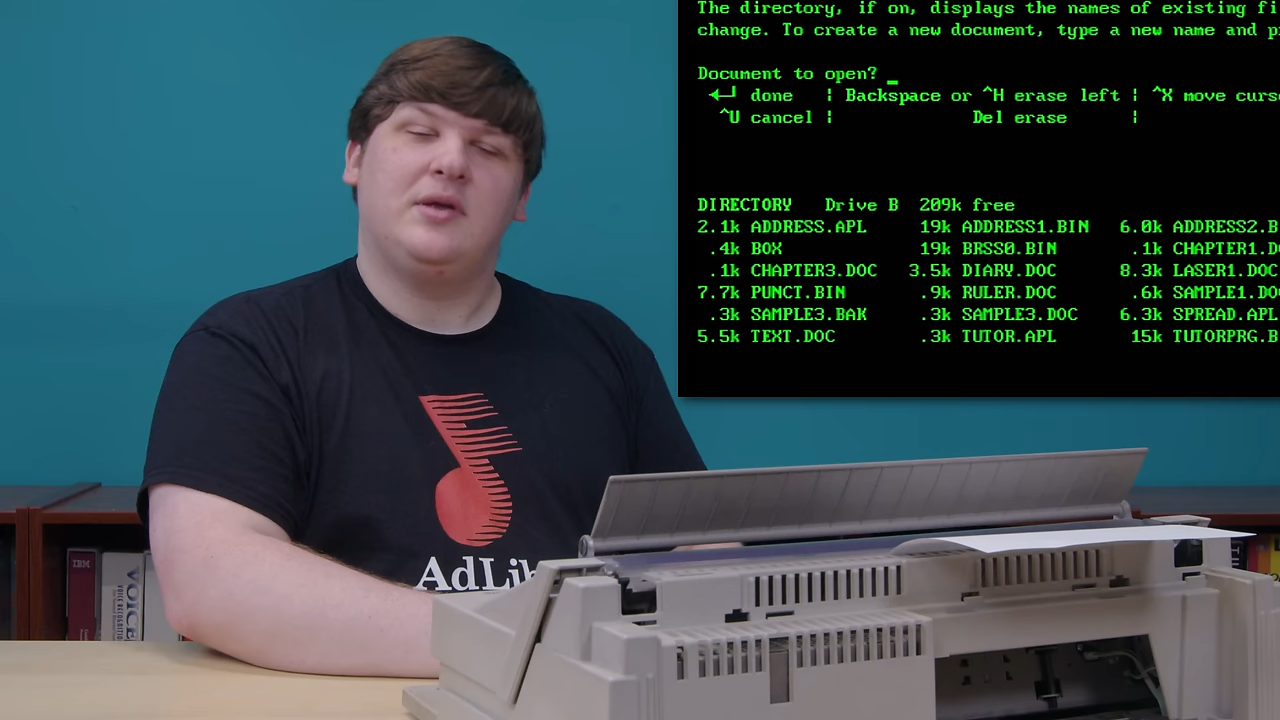 The directory, if on, displays the names of existing fi
change. To create a new document, type a new name and p
Document to open? _
◄─┘ done ¦ Backspace or ^H erase left ¦ ^X move curs
^U cancel ¦ Del erase ¦
DIRECTORY Drive B 209k free
2.1k ADDRESS.APL 19k ADDRESS1.BIN 6.0k ADDRESS2.B
.4k BOX 19k BRSS0.BIN .1k CHAPTER1.DO
.1k CHAPTER3.DOC 3.5k DIARY.DOC 8.3k LASER1.DOC
7.7k PUNCT.BIN .9k RULER.DOC .6k SAMPLE1.DO
.3k SAMPLE3.BAK .3k SAMPLE3.DOC 6.3k SPREAD.APL
5.5k TEXT.DOC .3k TUTOR.APL 15k TUTORPRG.B
AdLib
IBM
VOICE